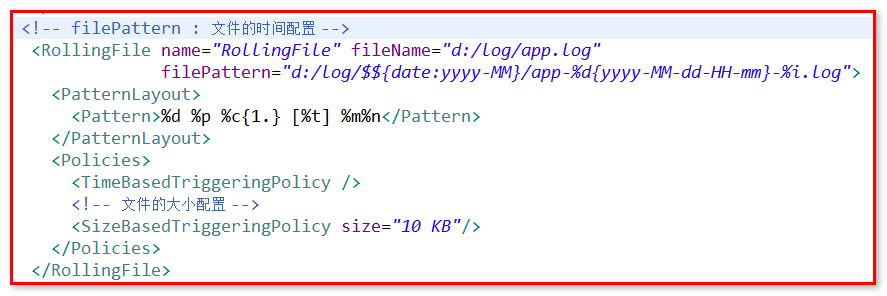 <!-- filePattern : 文件的时间配置 -->
<RollingFile name="RollingFile" fileName="d:/log/app.log"
filePattern="d:/log/$${date:yyyy-MM}/app-%d{yyyy-MM-dd-HH-mm}-%i.log">
<PatternLayout>
<Pattern>%d %p %c{1.} [%t] %m%n</Pattern>
</PatternLayout>
<Policies>
<TimeBasedTriggeringPolicy />
<!-- 文件的大小配置 -->
<SizeBasedTriggeringPolicy size="10 KB"/>
</Policies>
</RollingFile>